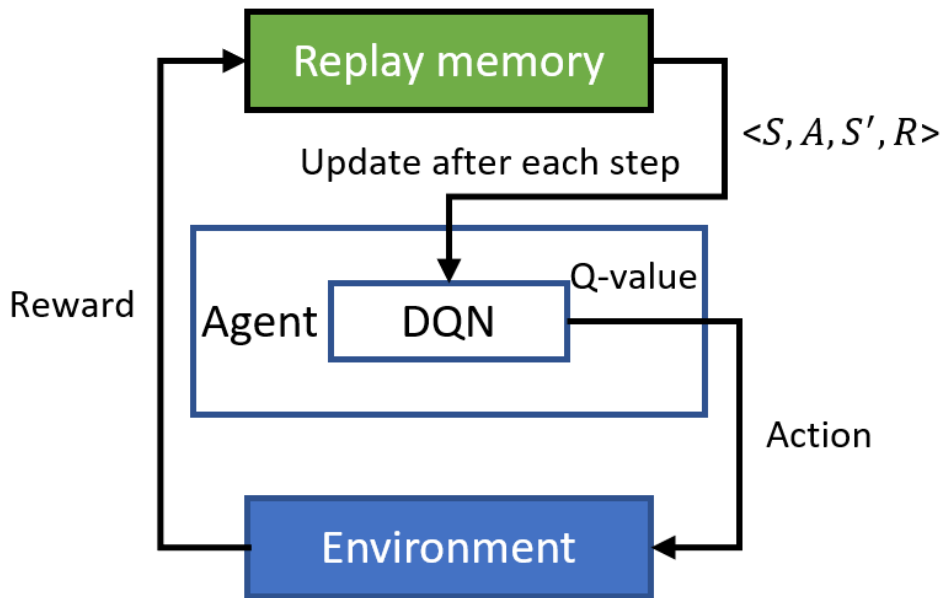 Replay memory
<S, A, S′, R>
Update after each step
Q-value
Reward
Agent
DQN
Action
Environment